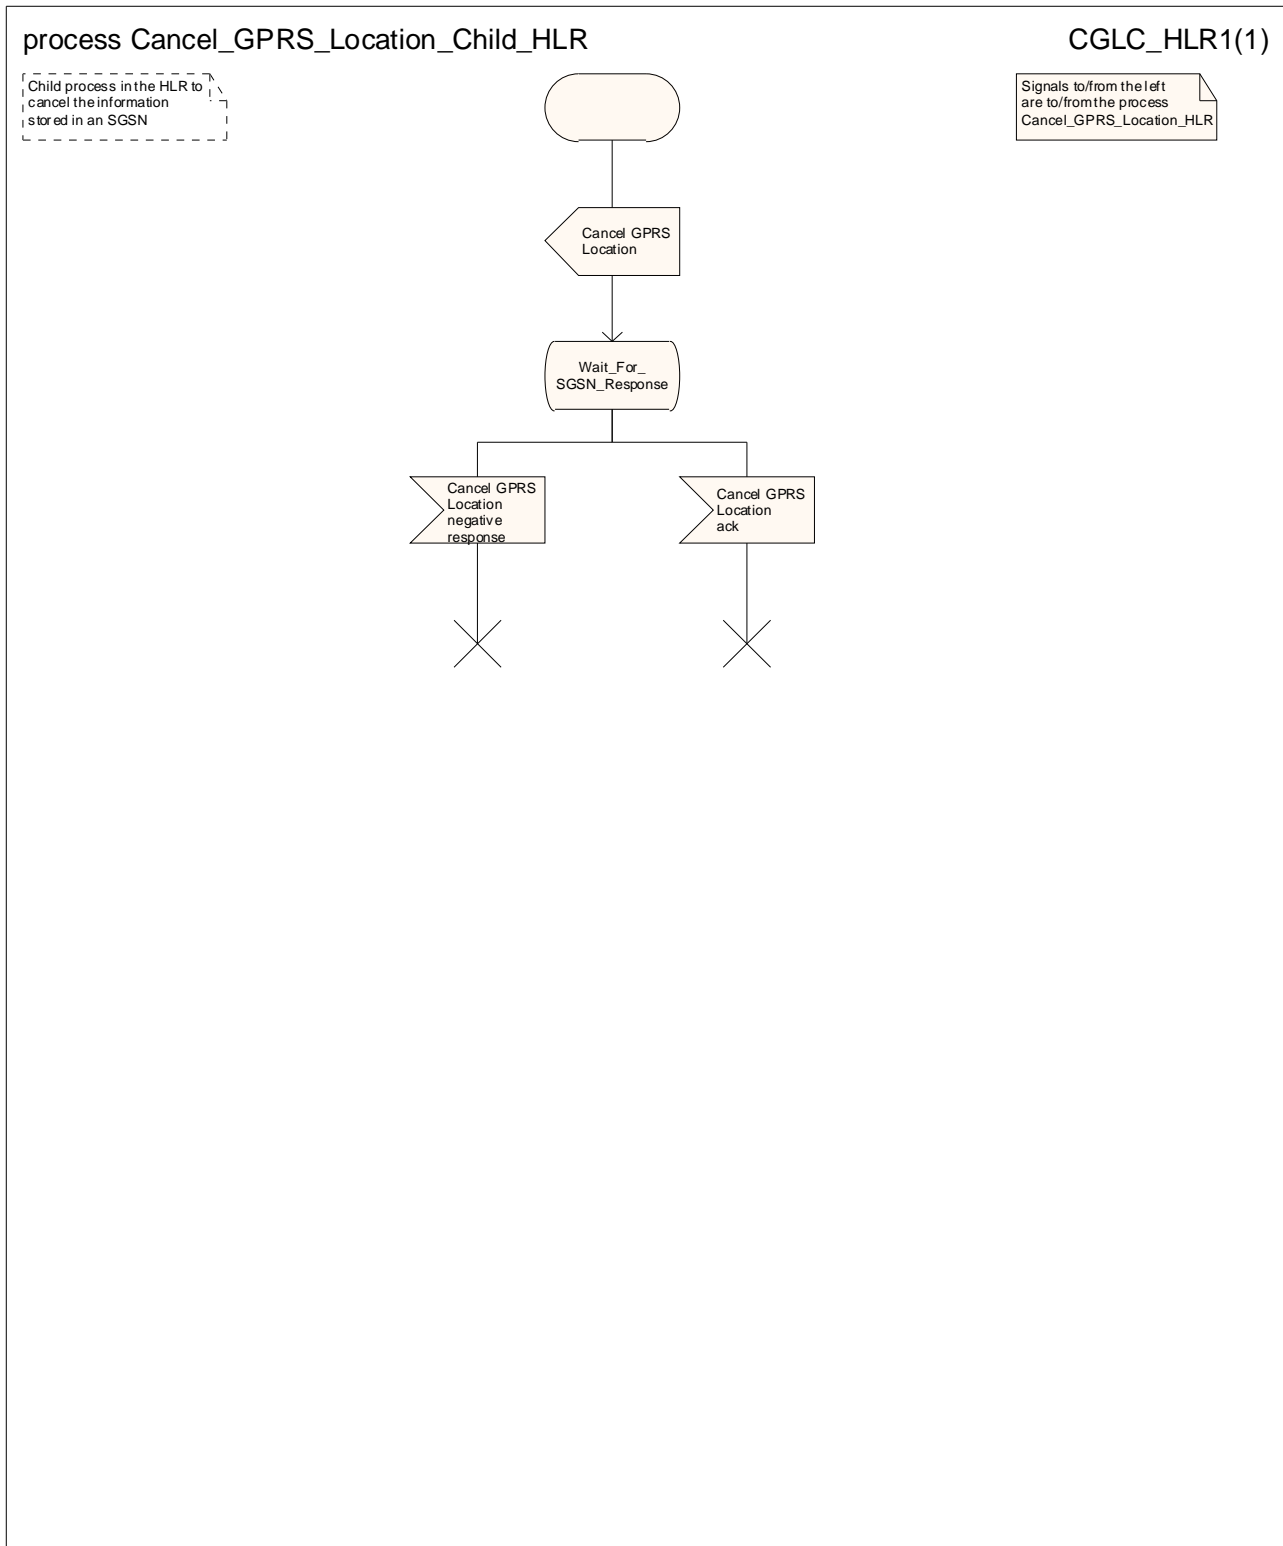 process Cancel_GPRS_Location_Child_HLR
CGLC_HLR1(1)
Child process in the HLR to
cancel the information
stored in an SGSN
Signals to/from the left
are to/from the process
Cancel_GPRS_Location_HLR
Cancel GPRS
Location
Wait_For_
SGSN_Response
Cancel GPRS
Location
negative
response
Cancel GPRS
Location
ack